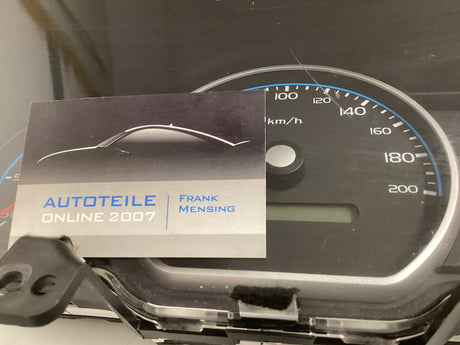 100
120
140
km/h
160
180
200
AUTOTEILE
ONLINE 2007
FRANK
MENSING